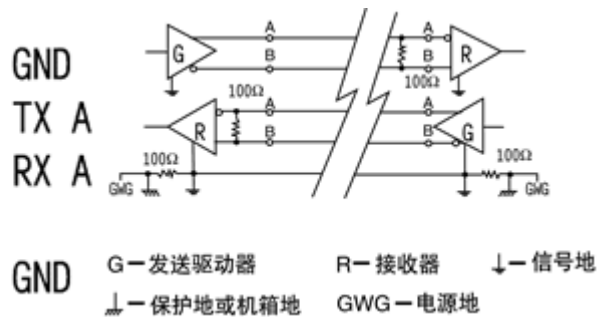 A A
GND G B B R
100Ω 100Ω
TX A A A
R B B G
RX A 100Ω 100Ω
GWG GWG
GND G—发送驱动器 R—接收器 信号地
保护地或机箱地 GWG—电源地